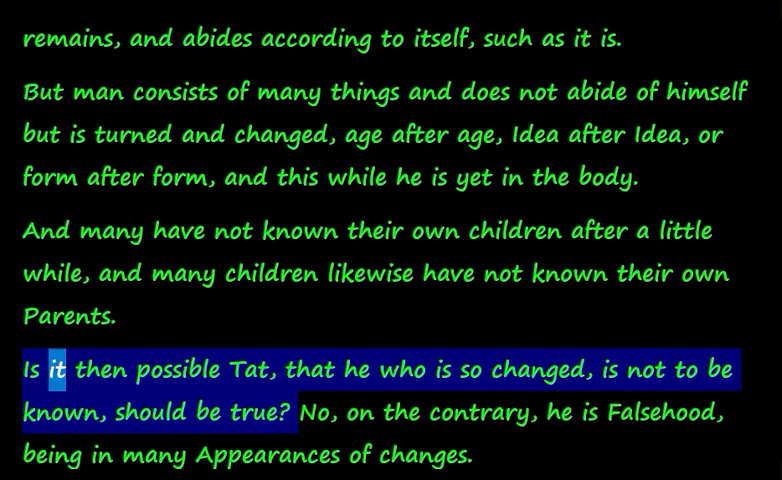 remains, and abides according to itself, such as it is.
But man consists of many things and does not abide of himself
but is turned and changed, age after age, Idea after Idea, or
form after form, and this while he is yet in the body.
And many have not known their own children after a little
while, and many children likewise have not known their own
Parents.
Is it then possible Tat, that he who is so changed, is not to be
known, should be true? No, on the contrary, he is Falsehood,
being in many Appearances of changes.